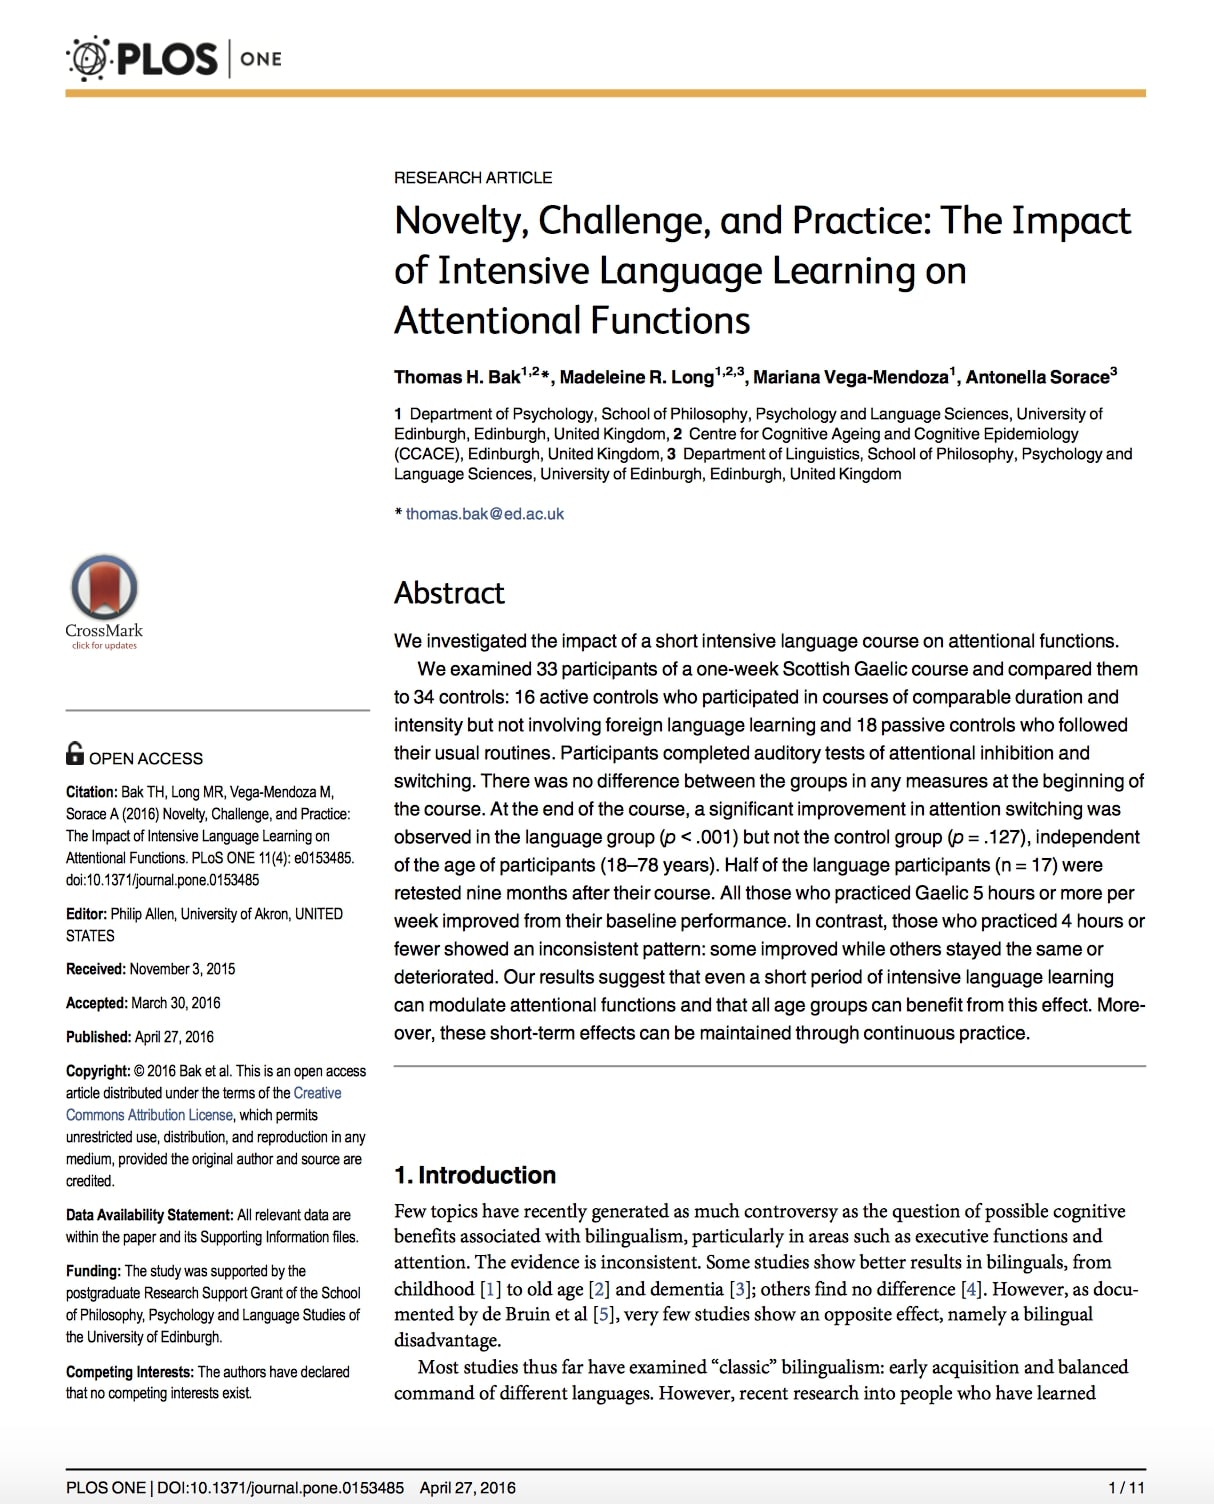 PLOS | ONE
RESEARCH ARTICLE
Novelty, Challenge, and Practice: The Impact
of Intensive Language Learning on
Attentional Functions
Thomas H. Bak1,2*, Madeleine R. Long1,2,3, Mariana Vega-Mendoza1, Antonella Sorace3
1 Department of Psychology, School of Philosophy, Psychology and Language Sciences, University of
Edinburgh, Edinburgh, United Kingdom, 2 Centre for Cognitive Ageing and Cognitive Epidemiology
(CCACE), Edinburgh, United Kingdom, 3 Department of Linguistics, School of Philosophy, Psychology and
Language Sciences, University of Edinburgh, Edinburgh, United Kingdom
* thomas.bak@ed.ac.uk
CrossMark
click for updates
OPEN ACCESS
Citation: Bak TH, Long MR, Vega-Mendoza M,
Sorace A (2016) Novelty, Challenge, and Practice:
The Impact of Intensive Language Learning on
Attentional Functions. PLoS ONE 11(4): e0153485.
doi:10.1371/journal.pone.0153485
Editor: Philip Allen, University of Akron, UNITED
STATES
Received: November 3, 2015
Accepted: March 30, 2016
Published: April 27, 2016
Copyright: © 2016 Bak et al. This is an open access
article distributed under the terms of the Creative
Commons Attribution License, which permits
unrestricted use, distribution, and reproduction in any
medium, provided the original author and source are
credited.
Data Availability Statement: All relevant data are
within the paper and its Supporting Information files.
Funding: The study was supported by the
postgraduate Research Support Grant of the School
of Philosophy, Psychology and Language Studies of
the University of Edinburgh.
Competing Interests: The authors have declared
that no competing interests exist.
Abstract
We investigated the impact of a short intensive language course on attentional functions.
We examined 33 participants of a one-week Scottish Gaelic course and compared them
to 34 controls: 16 active controls who participated in courses of comparable duration and
intensity but not involving foreign language learning and 18 passive controls who followed
their usual routines. Participants completed auditory tests of attentional inhibition and
switching. There was no difference between the groups in any measures at the beginning of
the course. At the end of the course, a significant improvement in attention switching was
observed in the language group (p < .001) but not the control group (p = .127), independent
of the age of participants (18–78 years). Half of the language participants (n = 17) were
retested nine months after their course. All those who practiced Gaelic 5 hours or more per
week improved from their baseline performance. In contrast, those who practiced 4 hours or
fewer showed an inconsistent pattern: some improved while others stayed the same or
deteriorated. Our results suggest that even a short period of intensive language learning
can modulate attentional functions and that all age groups can benefit from this effect. More-
over, these short-term effects can be maintained through continuous practice.
1. Introduction
Few topics have recently generated as much controversy as the question of possible cognitive
benefits associated with bilingualism, particularly in areas such as executive functions and
attention. The evidence is inconsistent. Some studies show better results in bilinguals, from
childhood [1] to old age [2] and dementia [3]; others find no difference [4]. However, as docu-
mented by de Bruin et al [5], very few studies show an opposite effect, namely a bilingual
disadvantage.
Most studies thus far have examined “classic” bilingualism: early acquisition and balanced
command of different languages. However, recent research into people who have learned
PLOS ONE | DOI:10.1371/journal.pone.0153485 April 27, 2016
1 / 11